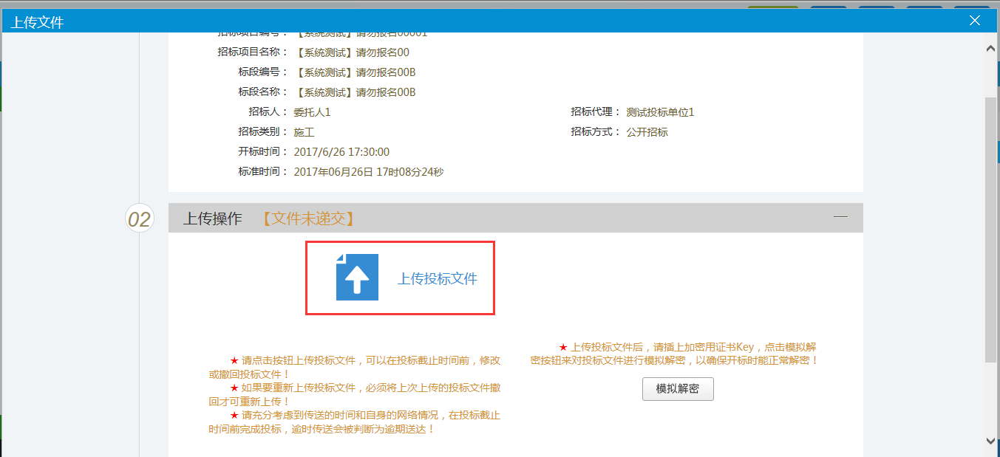 上传文件
招标项目编号：【系统测试】请勿报名00001
招标项目名称：【系统测试】请勿报名00
标段编号：【系统测试】请勿报名00B
标段名称：【系统测试】请勿报名00B
招标人：委托人1 招标代理：测试投标单位1
招标类别：施工 招标方式：公开招标
开标时间：2017/6/26 17:30:00
标准时间：2017年06月26日 17时08分24秒
02 上传操作 【文件未递交】
上传投标文件
★请点击按钮上传投标文件，可以在投标截止时间前，修改
或撤回投标文件！
★如果要重新上传投标文件，必须将上次上传的投标文件撤
回才可重新上传！
★请充分考虑到传送的时间和自身的网络情况，在投标截止
时间前完成投标，逾时传送会被判断为逾期送达！
★上传投标文件后，请插上加密用证书Key，点击模拟解
密按钮来对投标文件进行模拟解密，以确保开标时能正常解密！
模拟解密